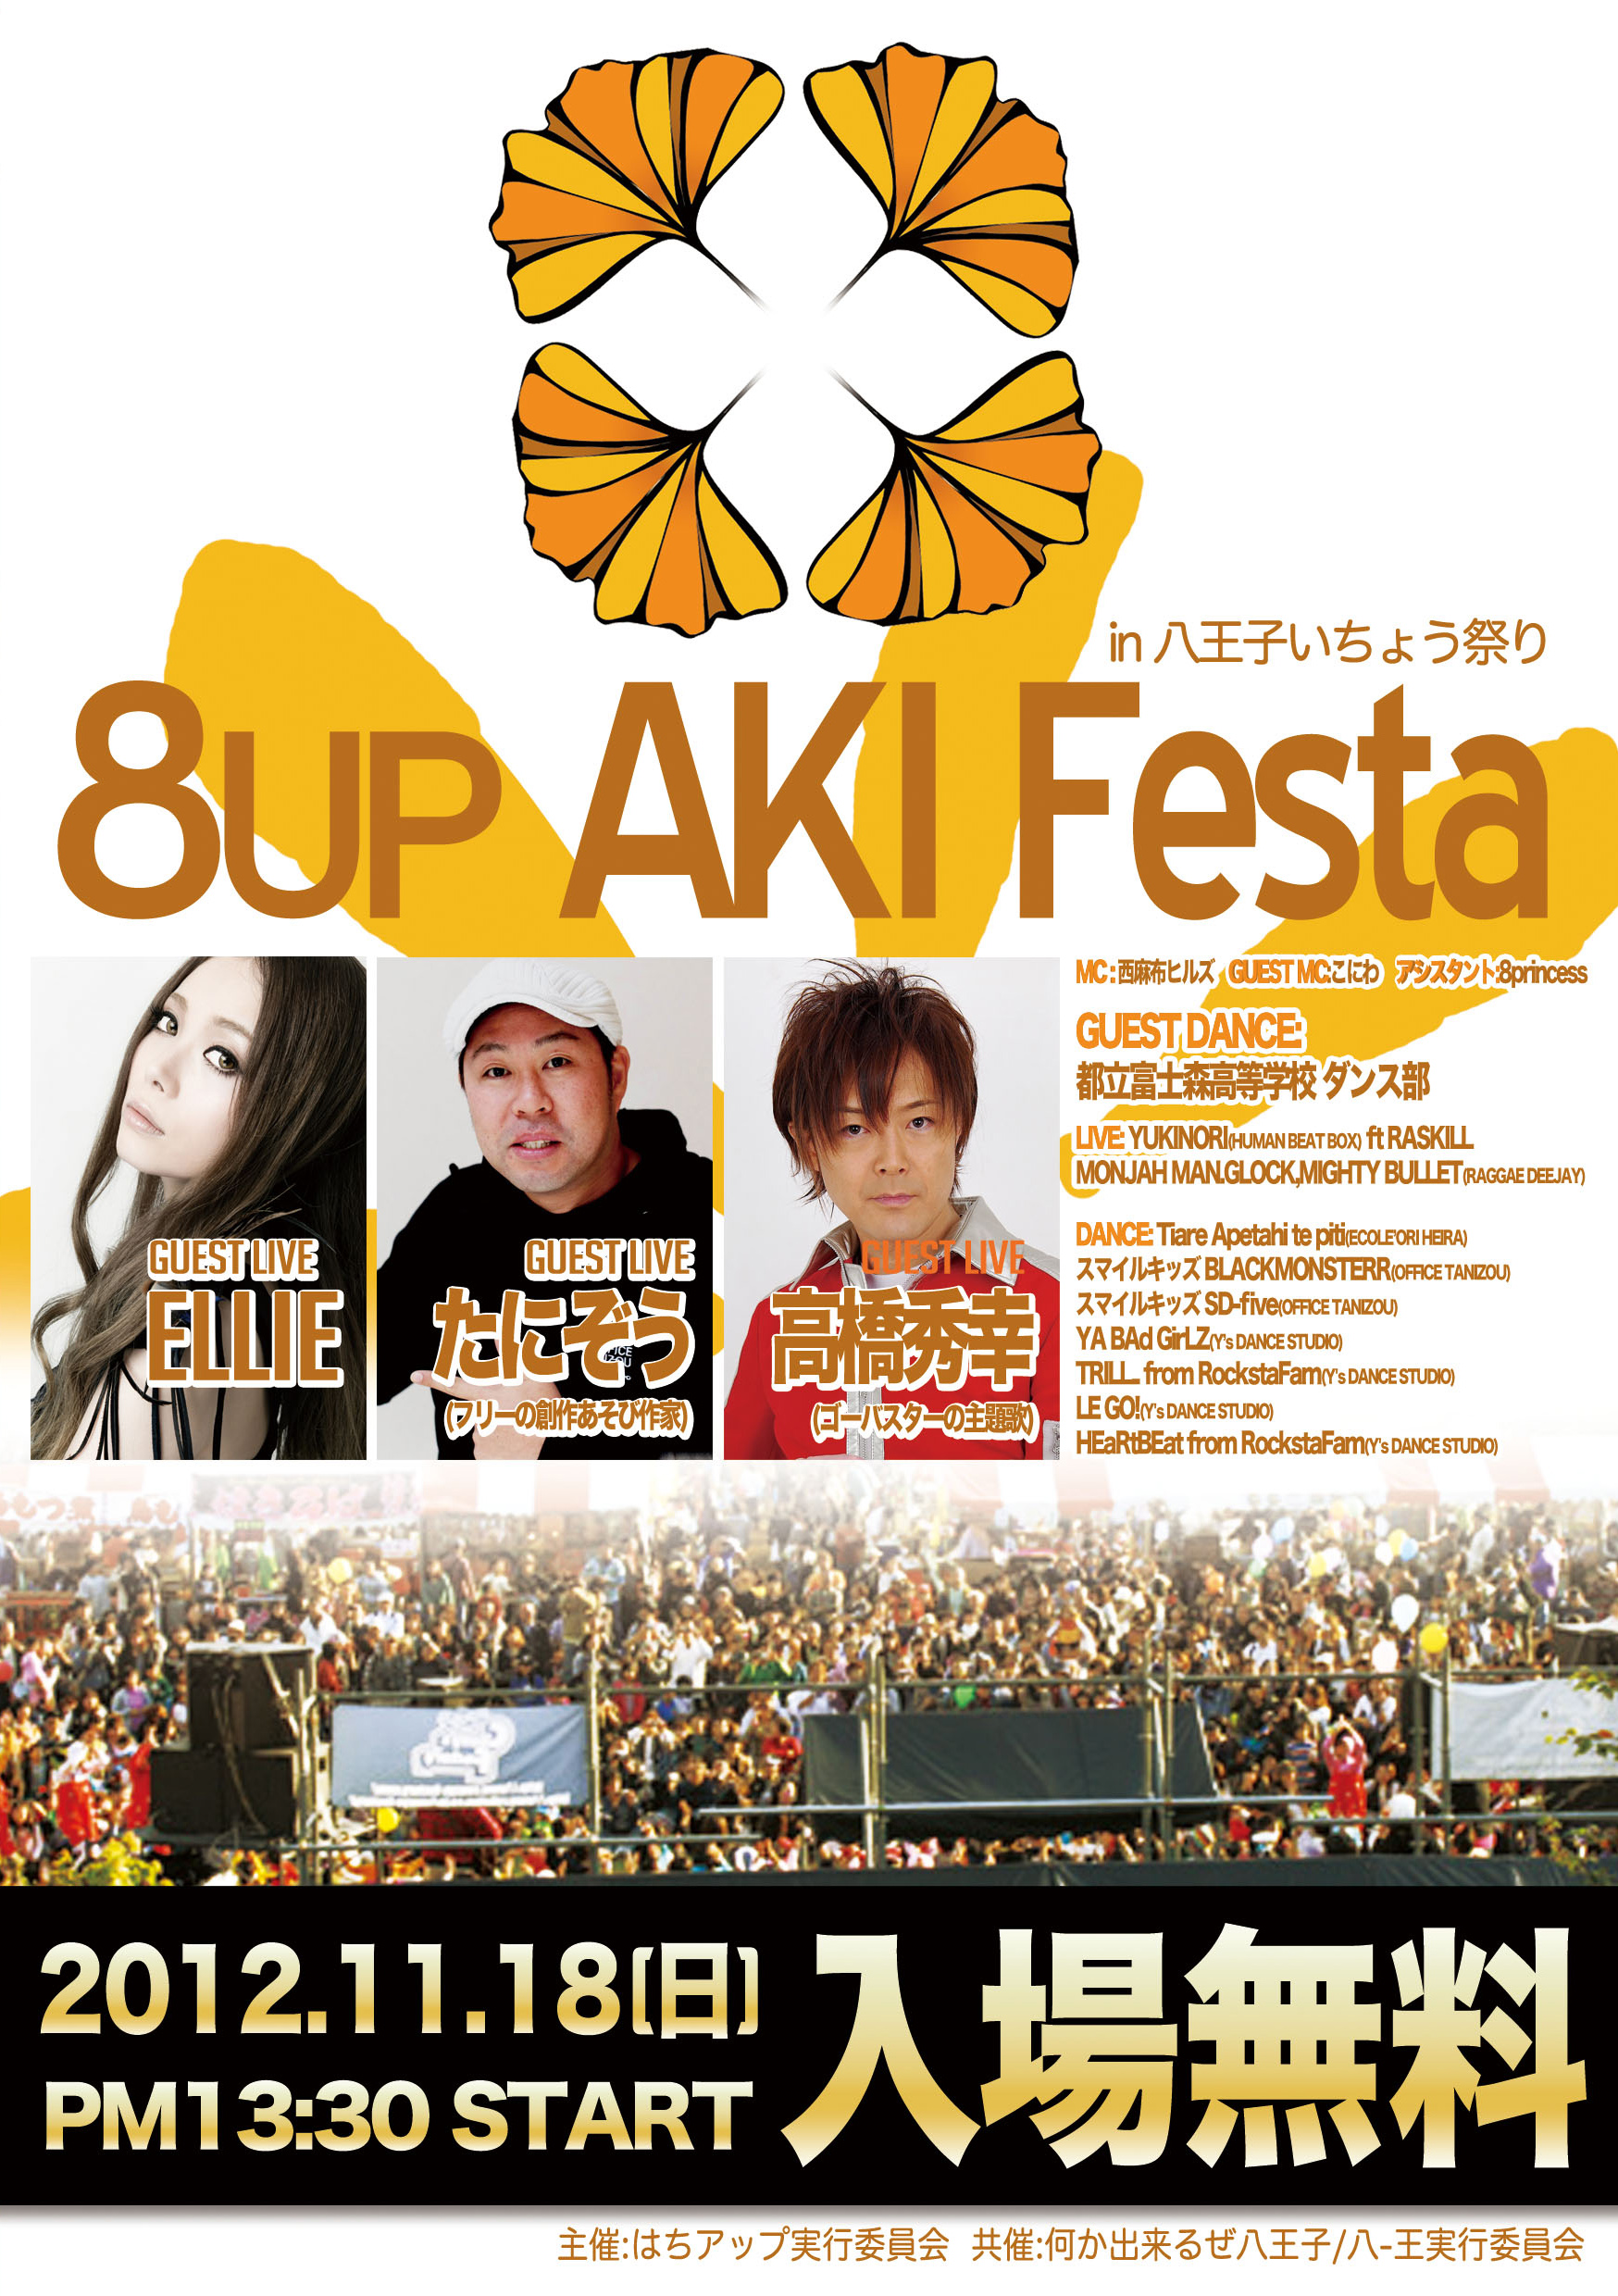 in 八王子いちょう祭り
8UP AKI Festa
MC:西麻布ヒルズ GUEST MC:こにわ アシスタント:8princess
GUEST DANCE:
都立富士森高等学校 ダンス部
LIVE: YUKINORI(HUMAN BEAT BOX) ft RASKILL
MONJAH MAN.GLOCK,MIGHTY BULLET(RAGGAE DEEJAY)
DANCE: Tiare Apetahi te piti(ECOLE'ORI HEIRA)
スマイルキッズ BLACKMONSTERR(OFFICE TANIZOU)
スマイルキッズ SD-five(OFFICE TANIZOU)
YA BAd GirLZ(Y's DANCE STUDIO)
TRILL. from RockstaFam(Y's DANCE STUDIO)
LE GO!(Y's DANCE STUDIO)
HEaRtBEat from RockstaFam(Y's DANCE STUDIO)
GUEST LIVE
ELLIE
GUEST LIVE
たにぞう
(フリーの創作あそび作家)
GUEST LIVE
高橋秀幸
(ゴーバスターの主題歌)
2012.11.18(日)
PM13:30 START
入場無料
主催:はちアップ実行委員会 共催:何か出来るぜ八王子/八-王実行委員会